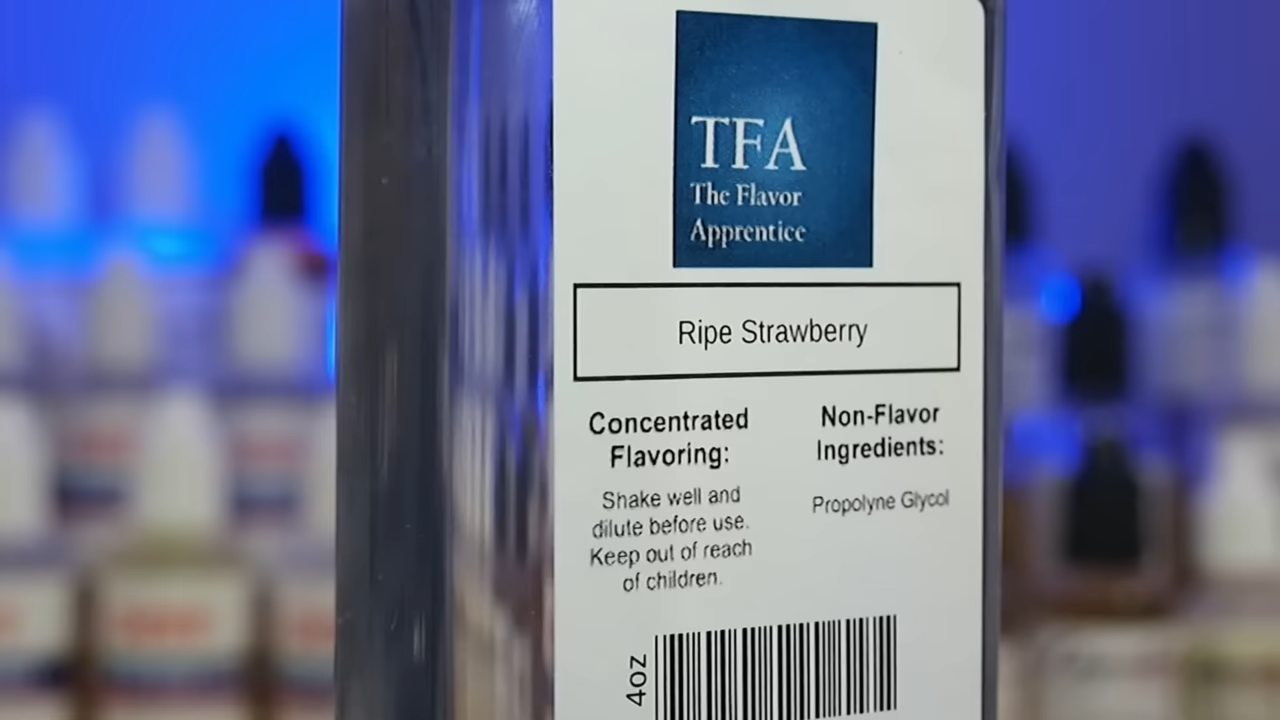 TFA
The Flavor
Apprentice
Ripe Strawberry
Concentrated
Flavoring:
Shake well and
dilute before use.
Keep out of reach
of children.
Non-Flavor
Ingredients:
Propolyne Glycol
4oz